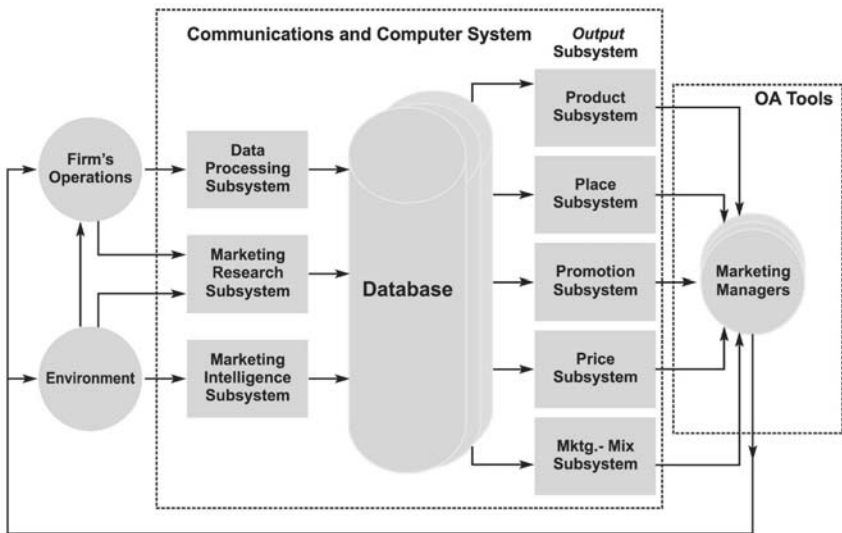 Communications and Computer System
Output
Subsystem
OA Tools
Firm's
Operations
Environment
Data
Processing
Subsystem
Marketing
Research
Subsystem
Marketing
Intelligence
Subsystem
Database
Product
Subsystem
Place
Subsystem
Promotion
Subsystem
Price
Subsystem
Mktg.- Mix
Subsystem
Marketing
Managers